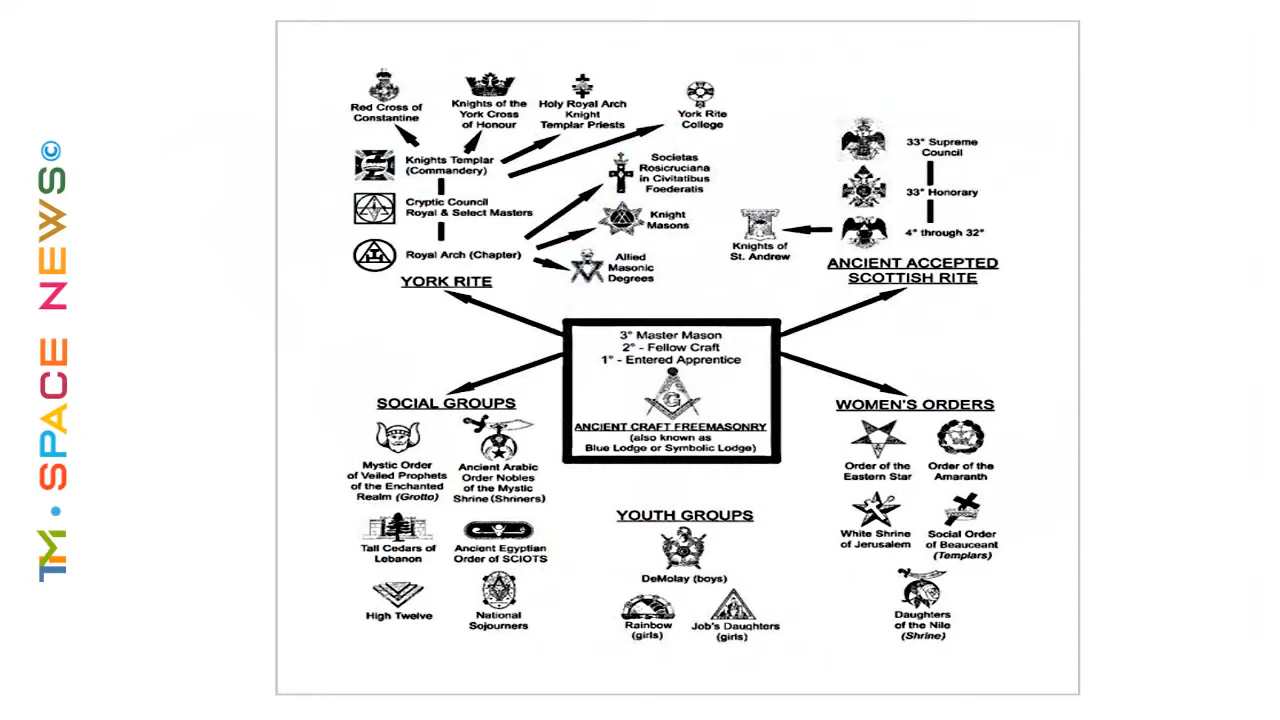 TM • SPACE NEWS©
Red Cross of
Constantine
Knights of the
York Cross
of Honour
Holy Royal Arch
Knight
Templar Priests
York Rite
College
Knights Templar
(Commandery)
Cryptic Council
Royal & Select Masters
Royal Arch (Chapter)
YORK RITE
Societas
Rosicruciana
in Civitatibus
Foederatis
Knight
Masons
Allied
Masonic
Degrees
33° Supreme
Council
33° Honorary
4° through 32°
Knights of
St. Andrew
ANCIENT ACCEPTED
SCOTTISH RITE
3° Master Mason
2° - Fellow Craft
1° - Entered Apprentice
G
ANCIENT CRAFT FREEMASONRY
(also known as
Blue Lodge or Symbolic Lodge)
SOCIAL GROUPS
Mystic Order
of Veiled Prophets
of the Enchanted
Realm (Grotto)
Ancient Arabic
Order Nobles
of the Mystic
Shrine (Shriners)
Tall Cedars of
Lebanon
Ancient Egyptian
Order of SCIOTS
High Twelve
National
Sojourners
YOUTH GROUPS
DeMolay (boys)
Rainbow
(girls)
Job's Daughters
(girls)
WOMEN'S ORDERS
Order of the
Eastern Star
Order of the
Amaranth
White Shrine
of Jerusalem
Social Order
of Beauceant
(Templars)
Daughters
of the Nile
(Shrine)